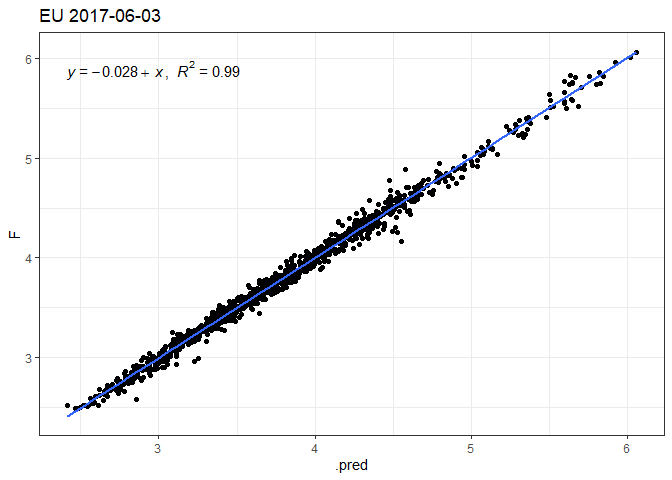 EU 2017-06-03
y = −0.028 + x, R² = 0.99
6
5
4
3
F
3 4 5 6
.pred